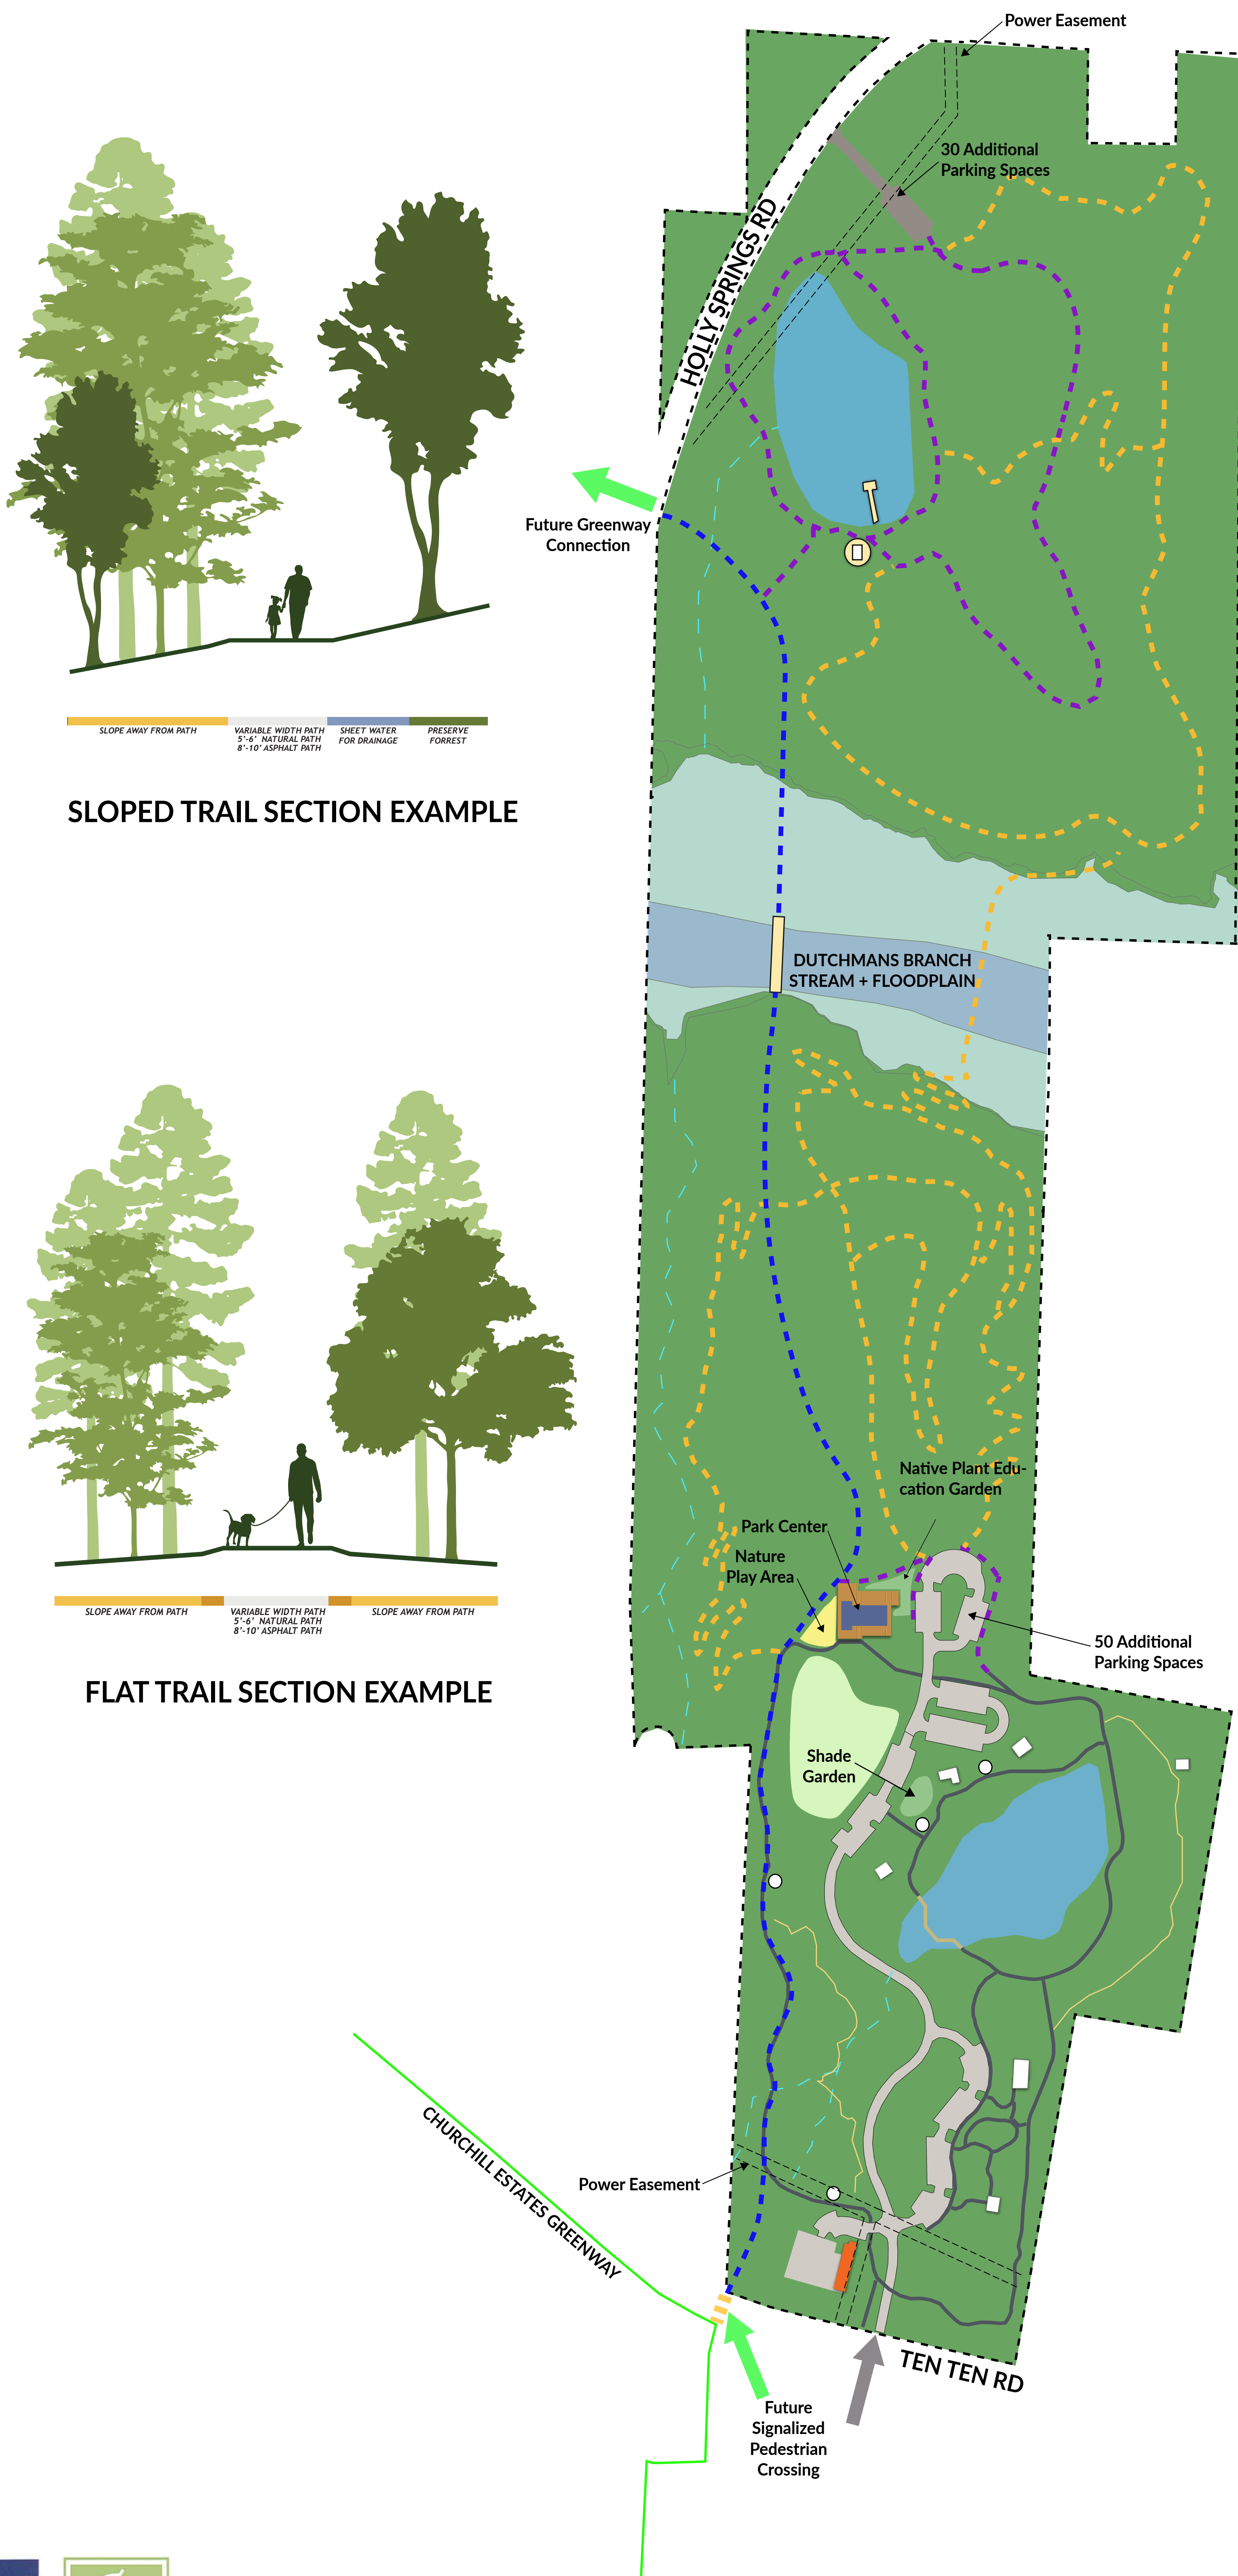 Power Easement
30 Additional
Parking Spaces
HOLLY SPRINGS RD
Future Greenway
Connection
SLOPE AWAY FROM PATH
VARIABLE WIDTH PATH
5'-6' NATURAL PATH
8'-10' ASPHALT PATH
SHEET WATER
FOR DRAINAGE
PRESERVE
FORREST
SLOPED TRAIL SECTION EXAMPLE
DUTCHMANS BRANCH
STREAM + FLOODPLAIN
Native Plant Edu-
cation Garden
Park Center
Nature
Play Area
SLOPE AWAY FROM PATH
VARIABLE WIDTH PATH
5'-6' NATURAL PATH
8'-10' ASPHALT PATH
SLOPE AWAY FROM PATH
50 Additional
Parking Spaces
FLAT TRAIL SECTION EXAMPLE
Shade
Garden
CHURCHILL ESTATES GREENWAY
Power Easement
TEN TEN RD
Future
Signalized
Pedestrian
Crossing